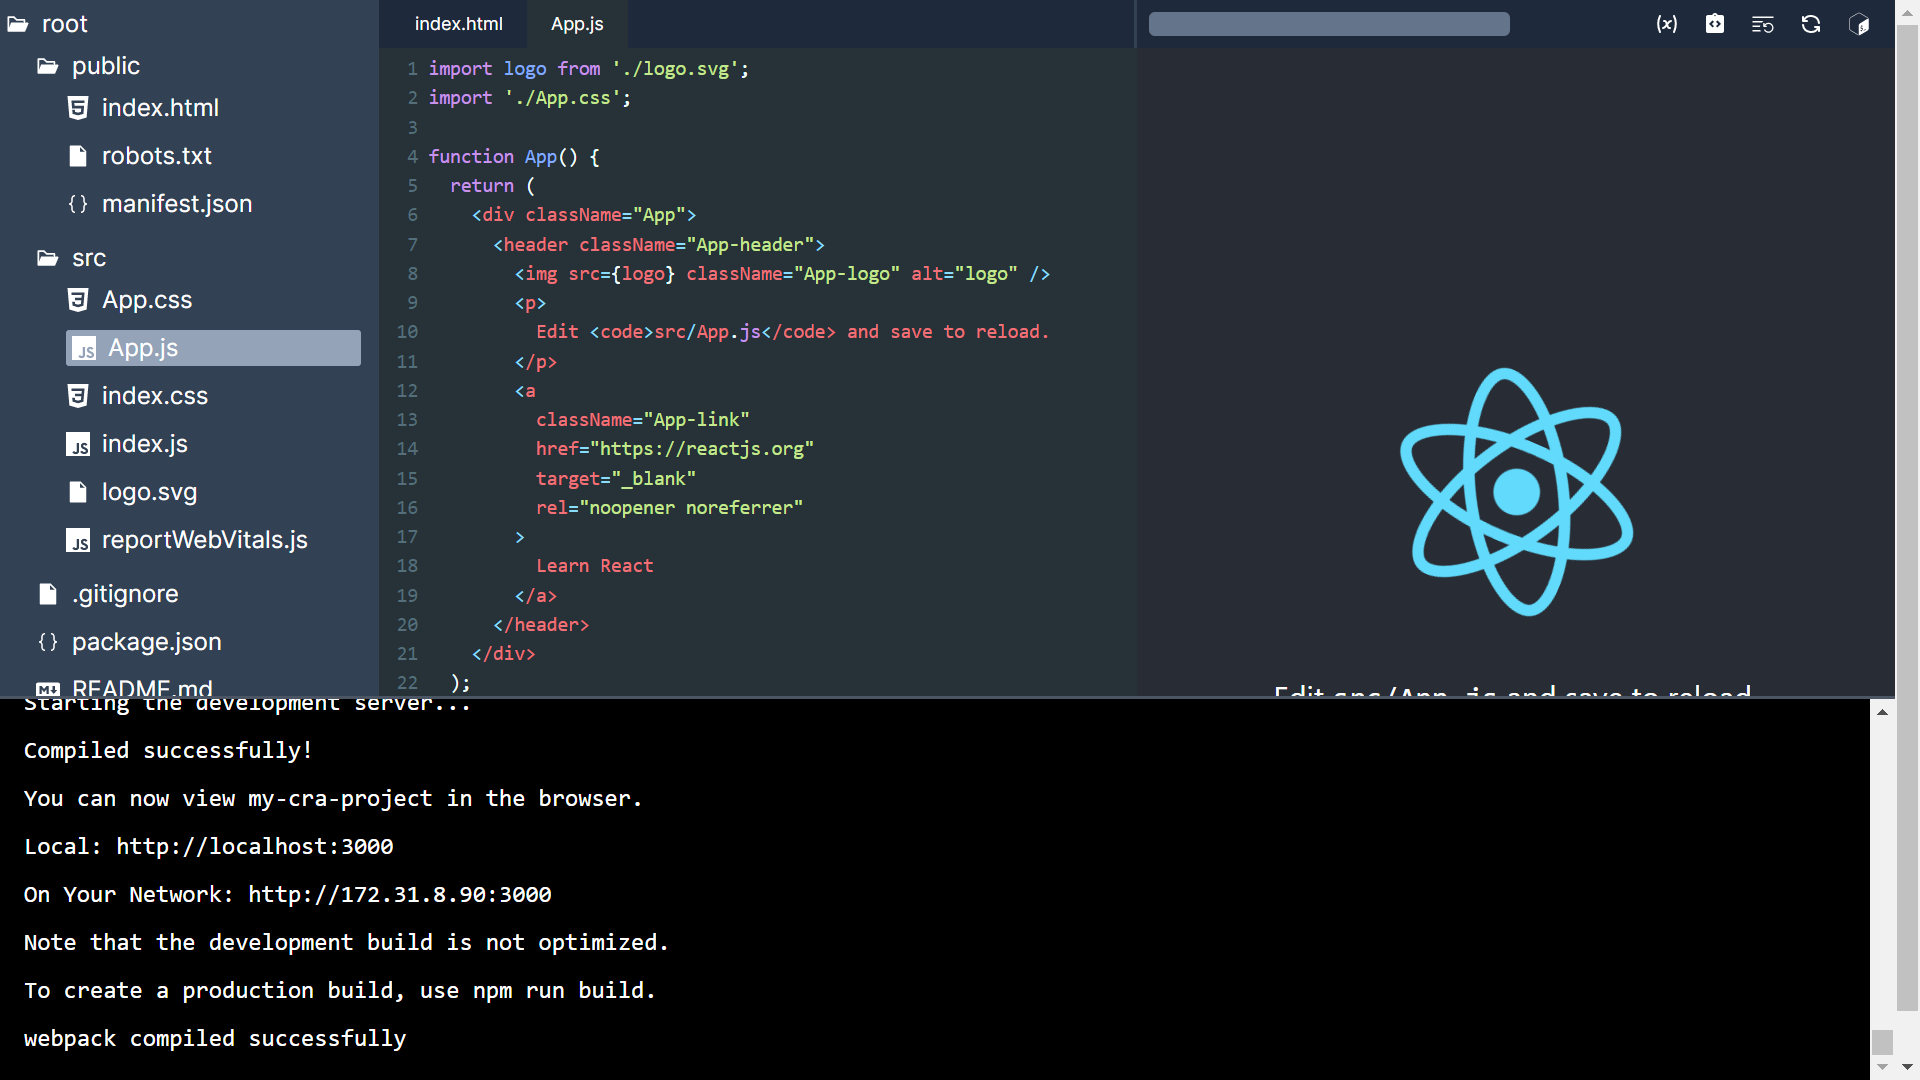 root
public
index.html
robots.txt
manifest.json
src
App.css
App.js
index.css
index.js
logo.svg
reportWebVitals.js
.gitignore
package.json
README.md
index.html App.js
1 import logo from './logo.svg';
2 import './App.css';
3
4 function App() {
5 return (
6 <div className="App">
7 <header className="App-header">
8 <img src={logo} className="App-logo" alt="logo" />
9 <p>
10 Edit <code>src/App.js</code> and save to reload.
11 </p>
12 <a
13 className="App-link"
14 href="https://reactjs.org"
15 target="_blank"
16 rel="noopener noreferrer"
17 >
18 Learn React
19 </a>
20 </header>
21 </div>
22 );
Edit src/App.js and save to reload.
Starting the development server...
Compiled successfully!
You can now view my-cra-project in the browser.
Local: http://localhost:3000
On Your Network: http://172.31.8.90:3000
Note that the development build is not optimized.
To create a production build, use npm run build.
webpack compiled successfully